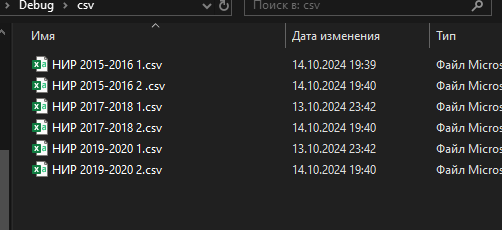 Debug > csv
Поиск в: csv
Имя Дата изменения Тип
НИР 2015-2016 1.csv 14.10.2024 19:39 Файл Micros
НИР 2015-2016 2 .csv 14.10.2024 19:40 Файл Micros
НИР 2017-2018 1.csv 13.10.2024 23:42 Файл Micros
НИР 2017-2018 2.csv 14.10.2024 19:40 Файл Micros
НИР 2019-2020 1.csv 13.10.2024 23:42 Файл Micros
НИР 2019-2020 2.csv 14.10.2024 19:40 Файл Micros